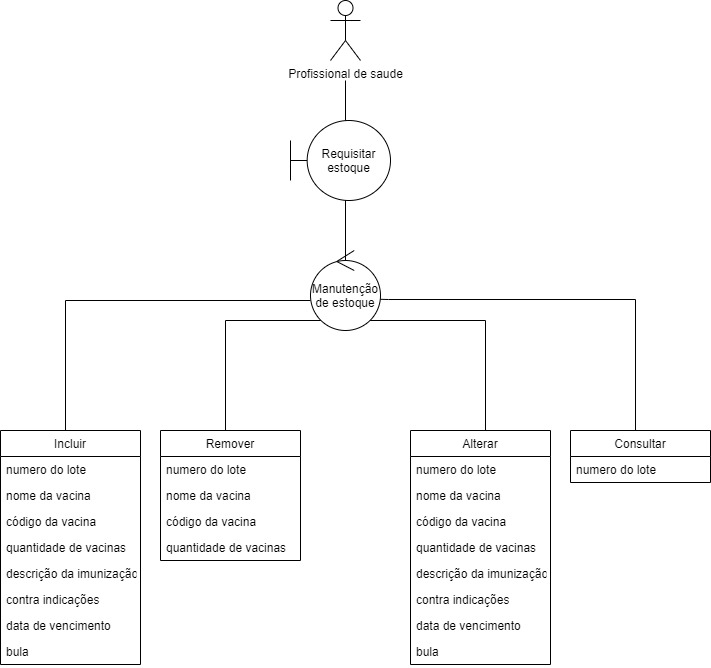 Profissional de saude
Requisitar
estoque
Manutenção
de estoque
Incluir
numero do lote
nome da vacina
código da vacina
quantidade de vacinas
descrição da imunização
contra indicações
data de vencimento
bula
Remover
numero do lote
nome da vacina
código da vacina
quantidade de vacinas
Alterar
numero do lote
nome da vacina
código da vacina
quantidade de vacinas
descrição da imunização
contra indicações
data de vencimento
bula
Consultar
numero do lote